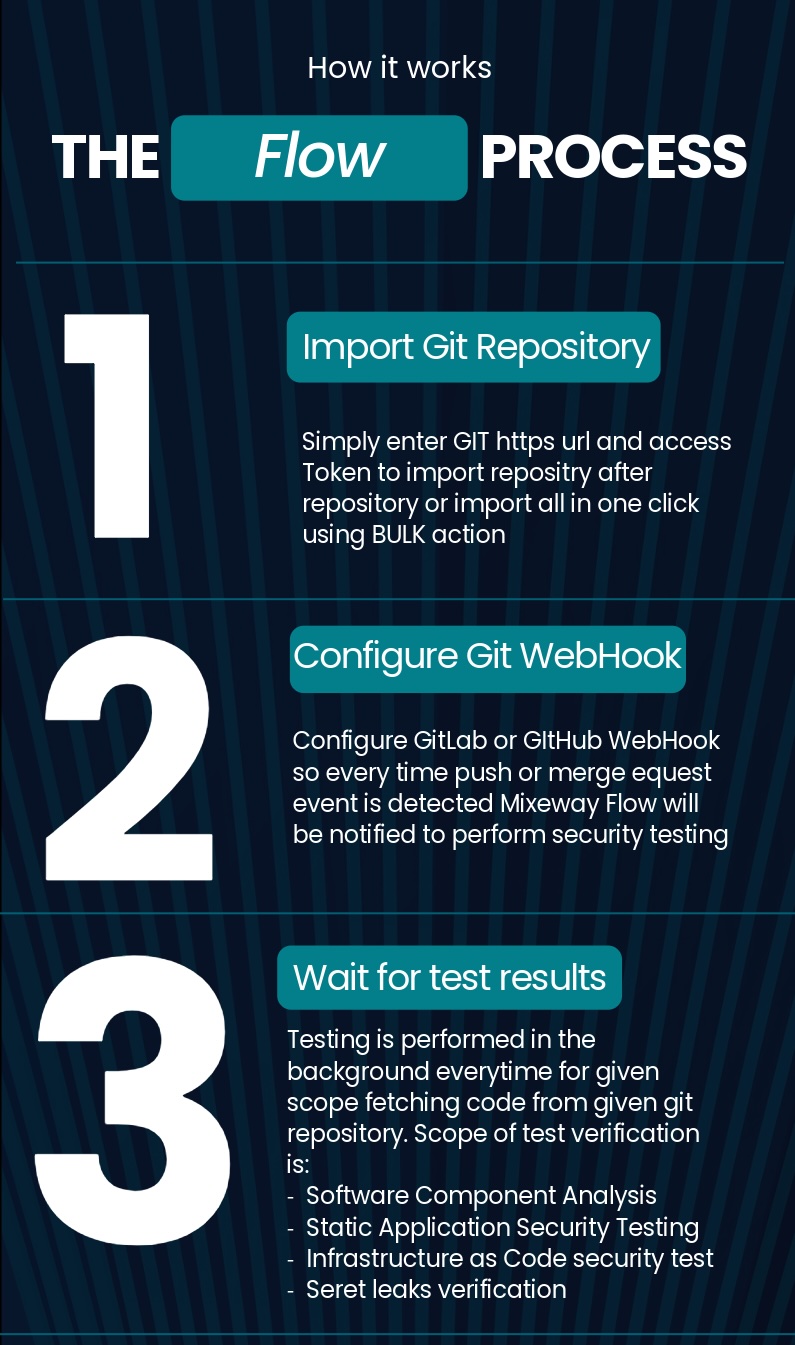 How it works
THE Flow PROCESS
1
Import Git Repository
Simply enter GIT https url and access
Token to import repositry after
repository or import all in one click
using BULK action
2
Configure Git WebHook
Configure GitLab or GItHub WebHook
so every time push or merge equest
event is detected Mixeway Flow will
be notified to perform security testing
3
Wait for test results
Testing is performed in the
background everytime for given
scope fetching code from given git
repository. Scope of test verification
is:
- Software Component Analysis
- Static Application Security Testing
- Infrastructure as Code security test
- Seret leaks verification